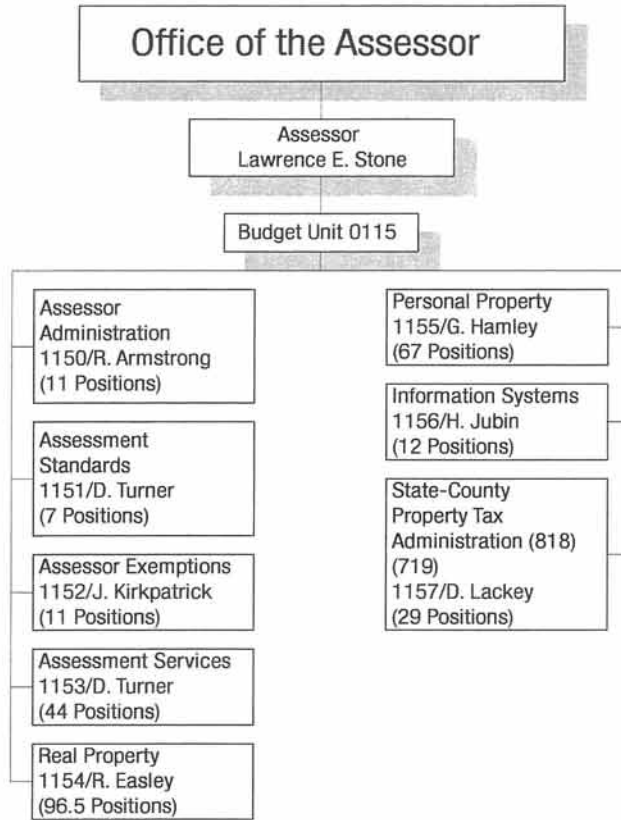 Office of the Assessor
Assessor
Lawrence E. Stone
Budget Unit 0115
Assessor
Administration
1150/R. Armstrong
(11 Positions)
Assessment
Standards
1151/D. Turner
(7 Positions)
Assessor Exemptions
1152/J. Kirkpatrick
(11 Positions)
Assessment Services
1153/D. Turner
(44 Positions)
Real Property
1154/R. Easley
(96.5 Positions)
Personal Property
1155/G. Hamley
(67 Positions)
Information Systems
1156/H. Jubin
(12 Positions)
State-County
Property Tax
Administration (818)
(719)
1157/D. Lackey
(29 Positions)